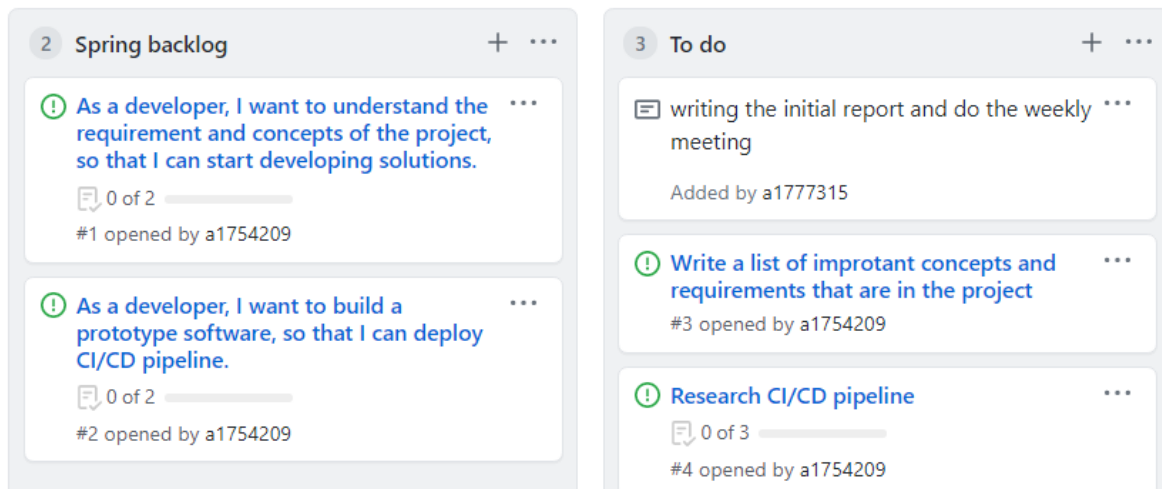 2 Spring backlog
As a developer, I want to understand the
requirement and concepts of the project,
so that I can start developing solutions.
0 of 2
#1 opened by a1754209
As a developer, I want to build a
prototype software, so that I can deploy
CI/CD pipeline.
0 of 2
#2 opened by a1754209
3 To do
writing the initial report and do the weekly
meeting
Added by a1777315
Write a list of improtant concepts and
requirements that are in the project
#3 opened by a1754209
Research CI/CD pipeline
0 of 3
#4 opened by a1754209